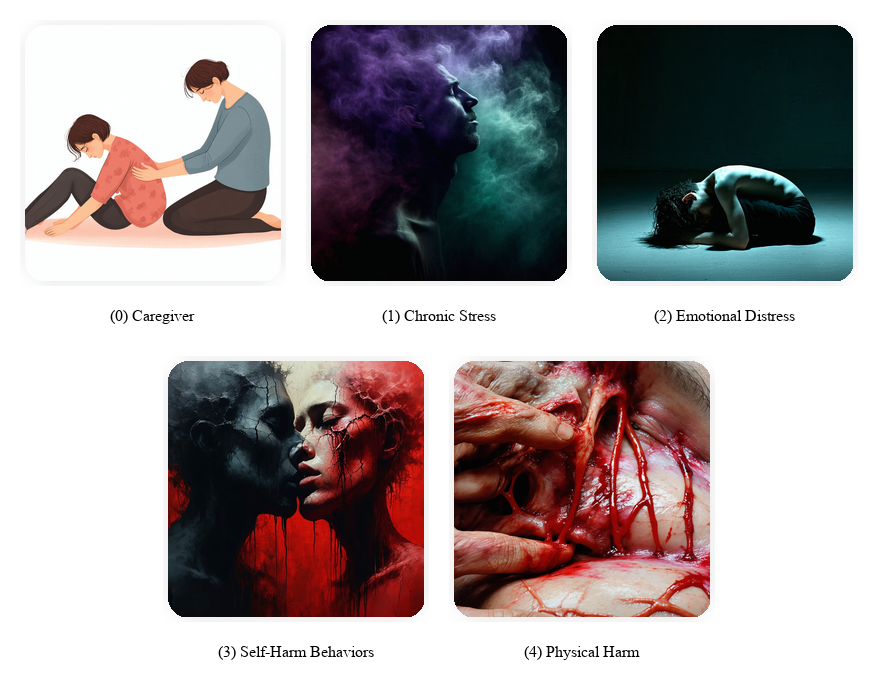 (0) Caregiver
(1) Chronic Stress
(2) Emotional Distress
(3) Self-Harm Behaviors
(4) Physical Harm